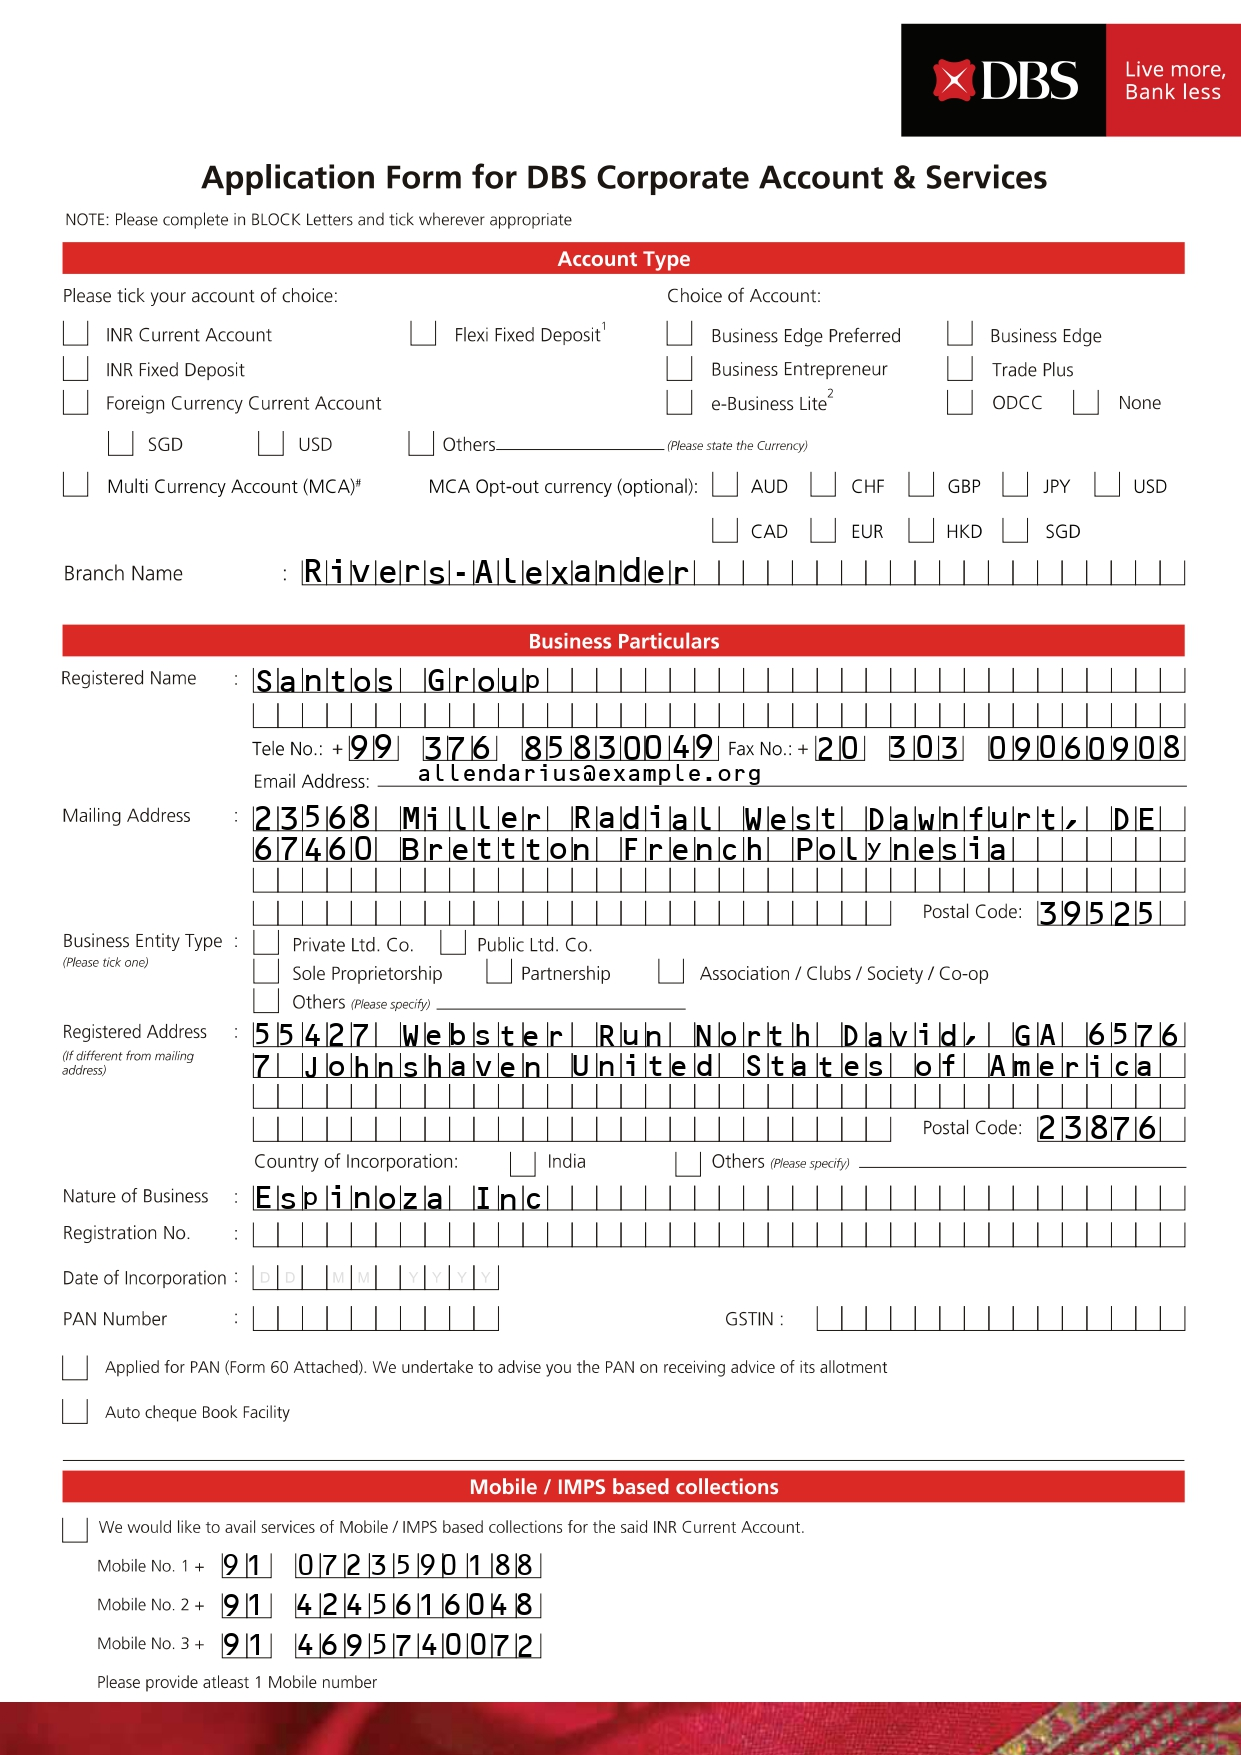 DBS Live more,
Bank less
Application Form for DBS Corporate Account & Services
NOTE: Please complete in BLOCK Letters and tick wherever appropriate
Account Type
Please tick your account of choice: Choice of Account:
INR Current Account Flexi Fixed Deposit1 Business Edge Preferred Business Edge
INR Fixed Deposit Business Entrepreneur Trade Plus
Foreign Currency Current Account e-Business Lite2 ODCC None
SGD USD Others (Please state the Currency)
Multi Currency Account (MCA)# MCA Opt-out currency (optional): AUD CHF GBP JPY USD
CAD EUR HKD SGD
Branch Name : Rivers-Alexander
Business Particulars
Registered Name : Santos Group
Tele No.: + 99 376 85830049 Fax No.: + 20 303 09060908
Email Address: allendarius@example.org
Mailing Address : 23568 Miller Radial West Dawnfurt, DE
67460 Brettton French Polynesia
Postal Code: 39525
Business Entity Type : Private Ltd. Co. Public Ltd. Co.
(Please tick one)
Sole Proprietorship Partnership Association / Clubs / Society / Co-op
Others (Please specify)
Registered Address : 55427 Webster Run North David, GA 6576
(If different from mailing
address)
7 Johnshaven United States of America
Postal Code: 23876
Country of Incorporation: India Others (Please specify)
Nature of Business : Espinoza Inc
Registration No. :
Date of Incorporation : D D M M Y Y Y Y
PAN Number : GSTIN :
Applied for PAN (Form 60 Attached). We undertake to advise you the PAN on receiving advice of its allotment
Auto cheque Book Facility
Mobile / IMPS based collections
We would like to avail services of Mobile / IMPS based collections for the said INR Current Account.
Mobile No. 1 + 91 0723590188
Mobile No. 2 + 91 4245616048
Mobile No. 3 + 91 4695740072
Please provide atleast 1 Mobile number